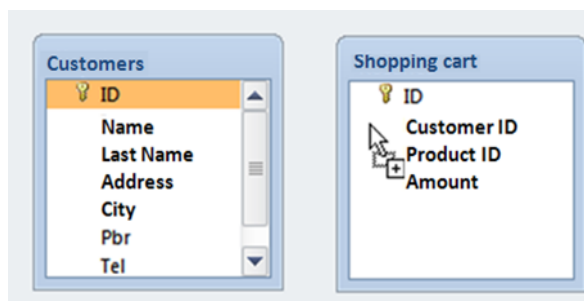 Customers
ID
Name
Last Name
Address
City
Pbr
Tel
Shopping cart
ID
Customer ID
Product ID
Amount